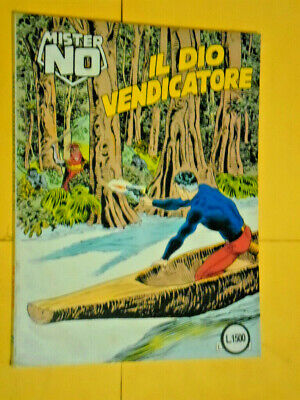 MISTER
NO
IL DIO
VENDICATORE
L.1500